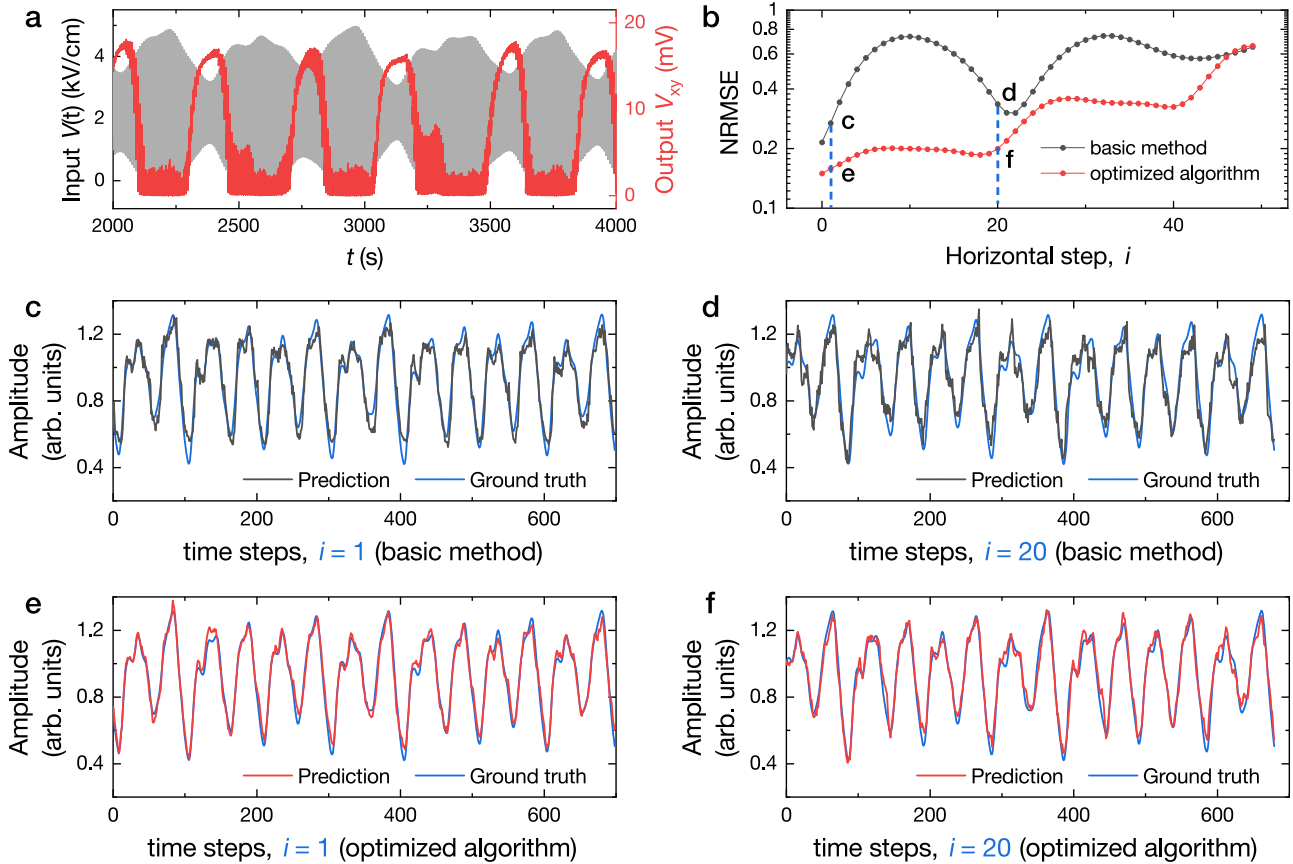 a
Input V(t) (kV/cm)
4
2
0
20
10
0
Output Vxy (mV)
2000
2500
3000
3500
4000
t (s)
b
NRMSE
0.8
0.6
0.4
0.2
0.1
c
d
e
f
basic method
optimized algorithm
0
20
40
Horizontal step, i
c
Amplitude
(arb. units)
1.2
0.8
0.4
Prediction
Ground truth
0
200
400
600
time steps, i = 1 (basic method)
d
Amplitude
(arb. units)
1.2
0.8
0.4
Prediction
Ground truth
0
200
400
600
time steps, i = 20 (basic method)
e
Amplitude
(arb. units)
1.2
0.8
0.4
Prediction
Ground truth
0
200
400
600
time steps, i = 1 (optimized algorithm)
f
Amplitude
(arb. units)
1.2
0.8
0.4
Prediction
Ground truth
0
200
400
600
time steps, i = 20 (optimized algorithm)